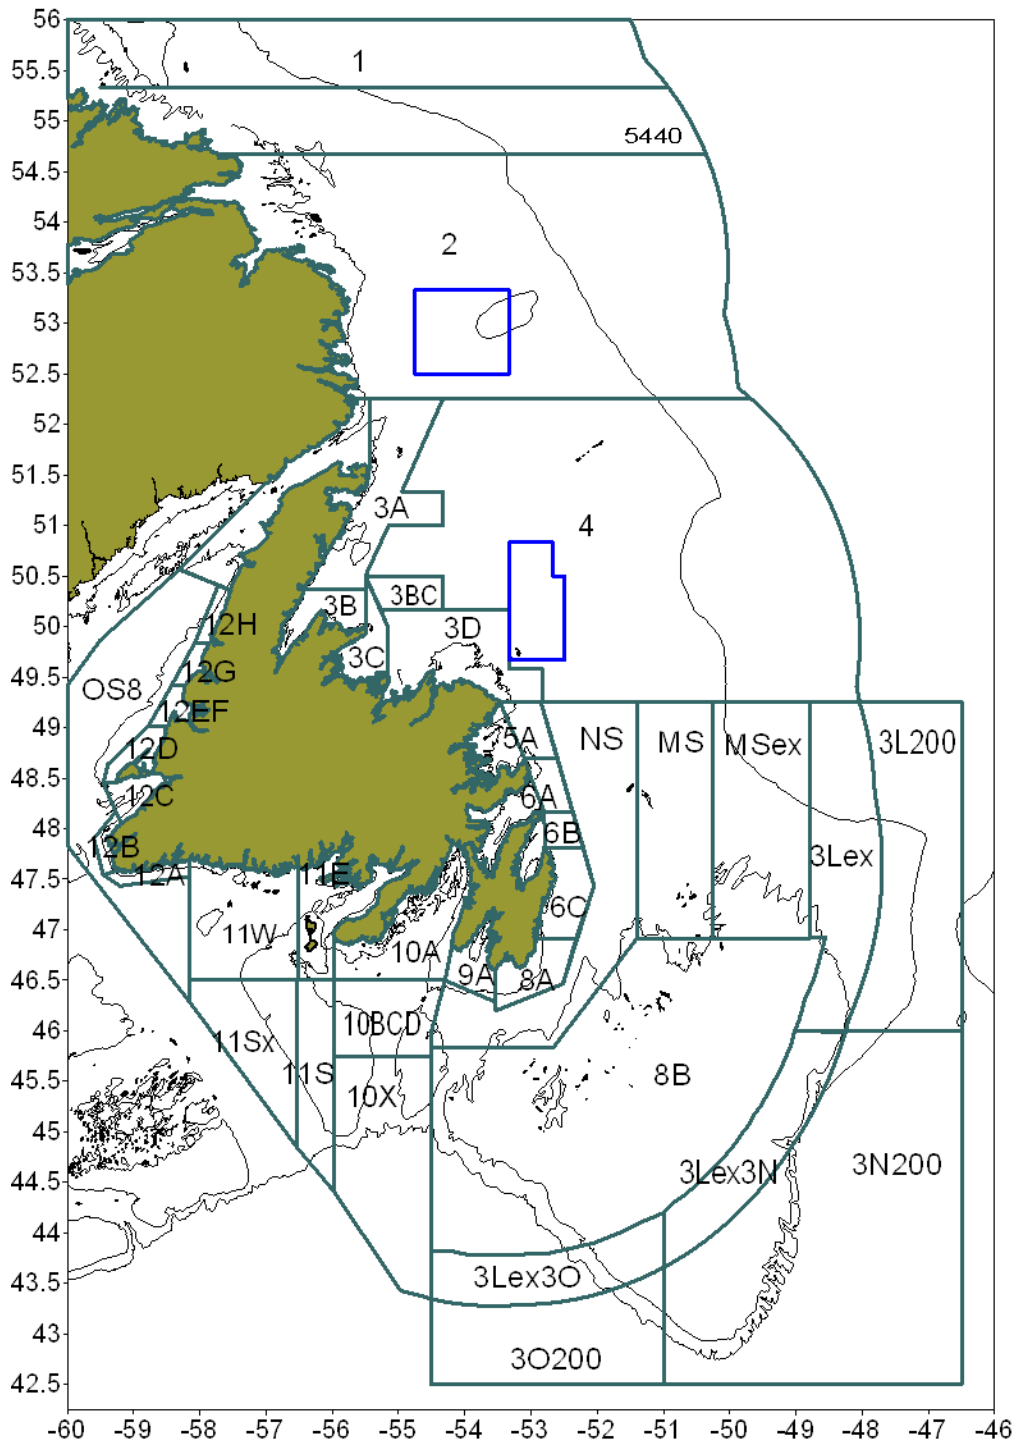 56
1
55.5
55
5440
54.5
54
2
53.5
53
52.5
52
51.5
3A
51
4
50.5
3BC
3B
50
12H
3D
3C
12G
49.5
OS8
12EF
49
5A
NS
MS
MSex
3L200
12D
48.5
12C
6A
48
6B
12B
3Lex
47.5
12A
11E
6C
47
11W
10A
9A
8A
46.5
46
10BCD
11Sx
45.5
11S
8B
10X
45
3N200
44.5
3Lex3N
44
43.5
3Lex3O
43
3O200
42.5
-60 -59 -58 -57 -56 -55 -54 -53 -52 -51 -50 -49 -48 -47 -46